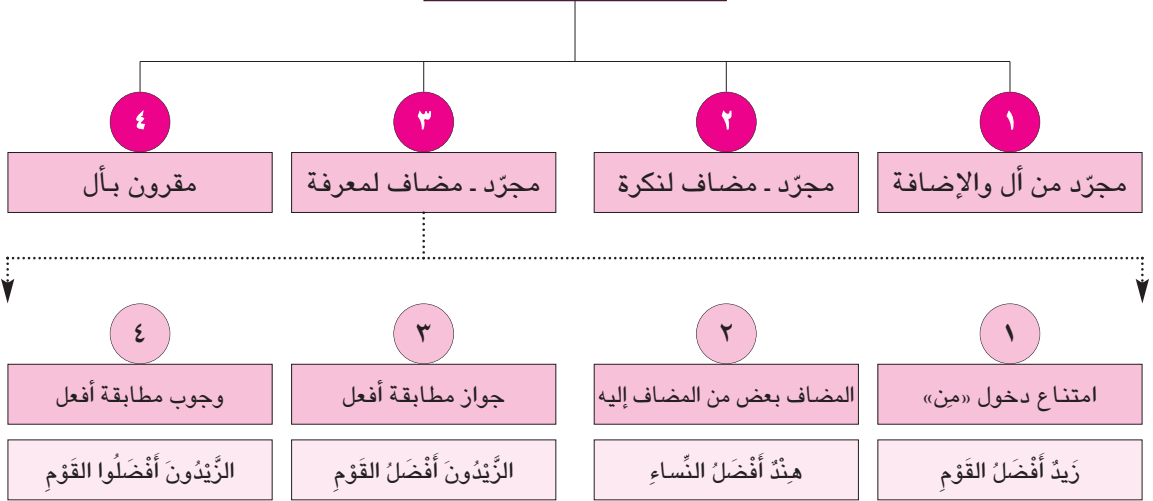 ١
٢
٣
٤
مجرّد من أل والإضافة
مجرّد ـ مضاف لنكرة
مجرّد ـ مضاف لمعرفة
مقرون بـأل
١
٢
٣
٤
امتناع دخول «مِن»
المضاف بعض من المضاف إليه
جواز مطابقة أفعل
وجوب مطابقة أفعل
زَيدٌ أَفْضَلُ القَوْمِ
هِنْدٌ أَفْضَلُ النِّساءِ
الزَّيْدُونَ أَفْضَلُ القَوْمِ
الزَّيْدُونَ أَفْضَلُوا القَوْمِ